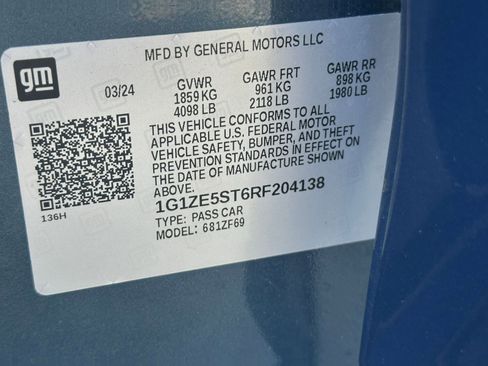 MFD BY GENERAL MOTORS LLC
gm
03/24
GVWR
1859 KG
4098 LB
GAWR FRT
961 KG
2118 LB
GAWR RR
898 KG
1980 LB
THIS VEHICLE CONFORMS TO ALL
APPLICABLE U.S. FEDERAL MOTOR
VEHICLE SAFETY, BUMPER, AND THEFT
PREVENTION STANDARDS IN EFFECT ON
THE DATE OF MANUFACTURE SHOWN
ABOVE.
1G1ZE5ST6RF204138
TYPE: PASS CAR
MODEL: 681ZF69
136H